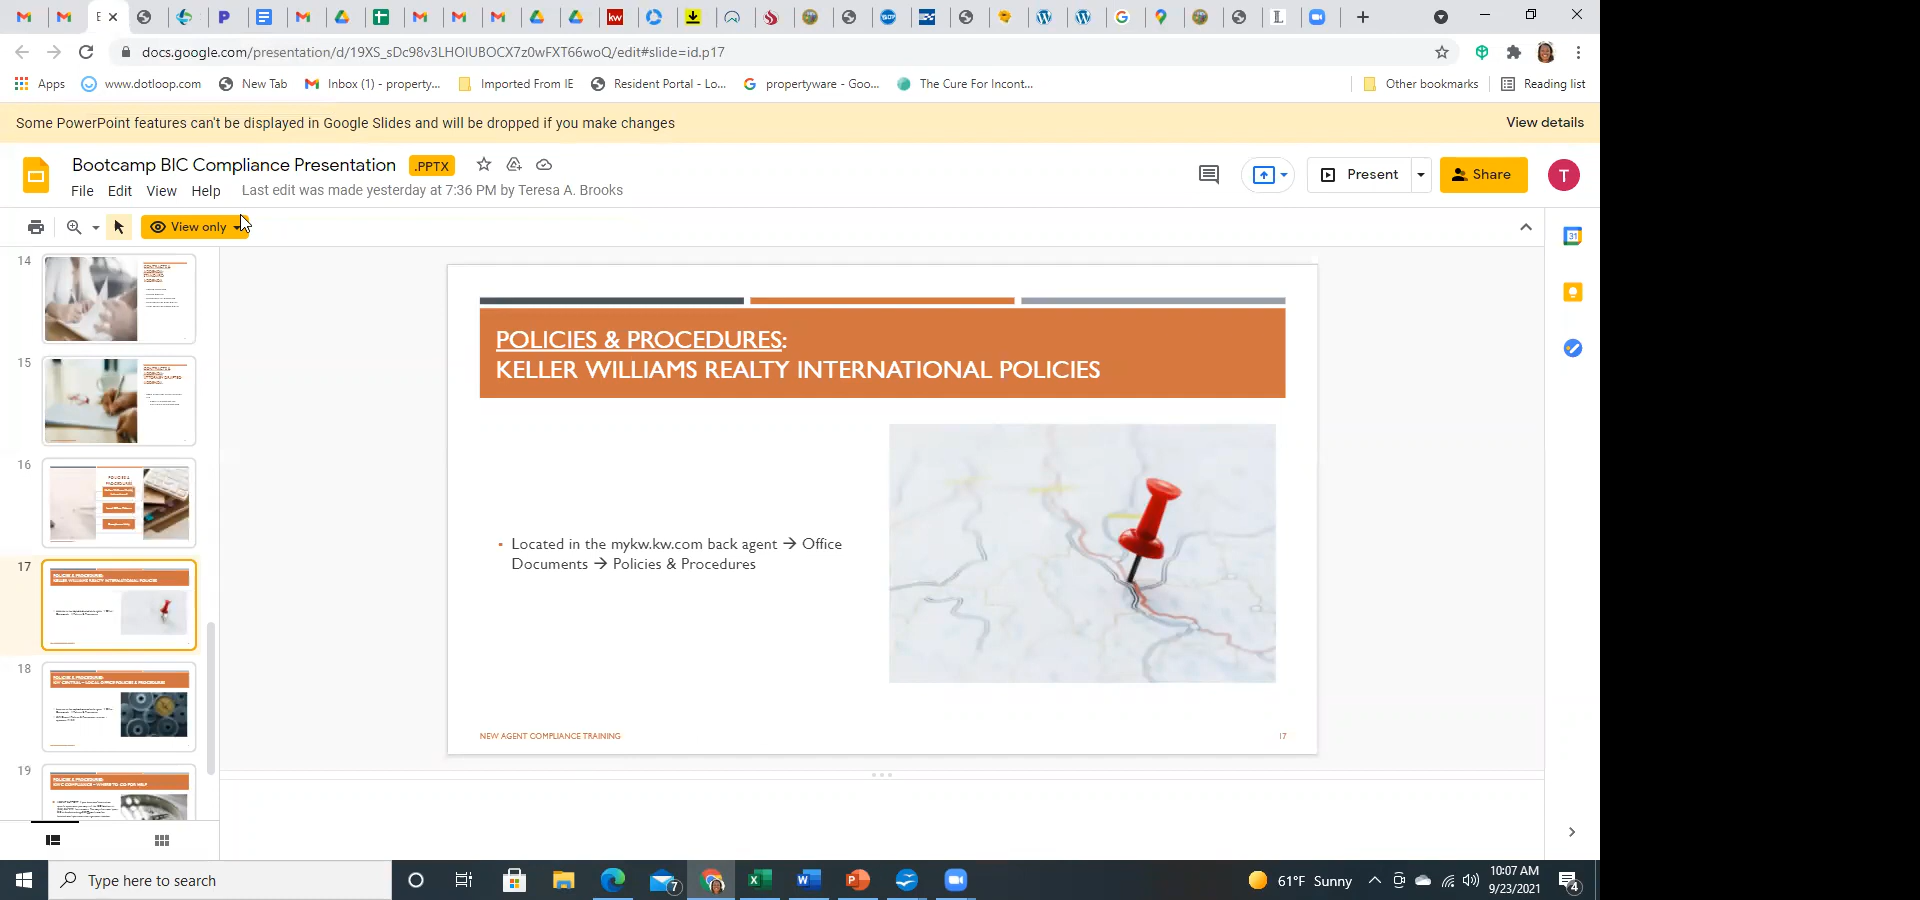 E
docs.google.com/presentation/d/19XS_sDc98v3LHOIUBOCX7z0wFXT66woQ/edit#slide=id.p17
Apps
www.dotloop.com
New Tab
Inbox (1) - property...
Imported From IE
Resident Portal - Lo...
propertyware - Goo...
The Cure For Incont...
Other bookmarks
Reading list
Some PowerPoint features can't be displayed in Google Slides and will be dropped if you make changes
View details
Bootcamp BIC Compliance Presentation
.PPTX
File Edit View Help
Last edit was made yesterday at 7:36 PM by Teresa A. Brooks
Present
Share
T
View only
14
15
16
17
18
19
POLICIES & PROCEDURES:
KELLER WILLIAMS REALTY INTERNATIONAL POLICIES
Located in the mykw.kw.com back agent → Office
Documents → Policies & Procedures
NEW AGENT COMPLIANCE TRAINING
17
Type here to search
7
61°F Sunny
10:07 AM
9/23/2021
4